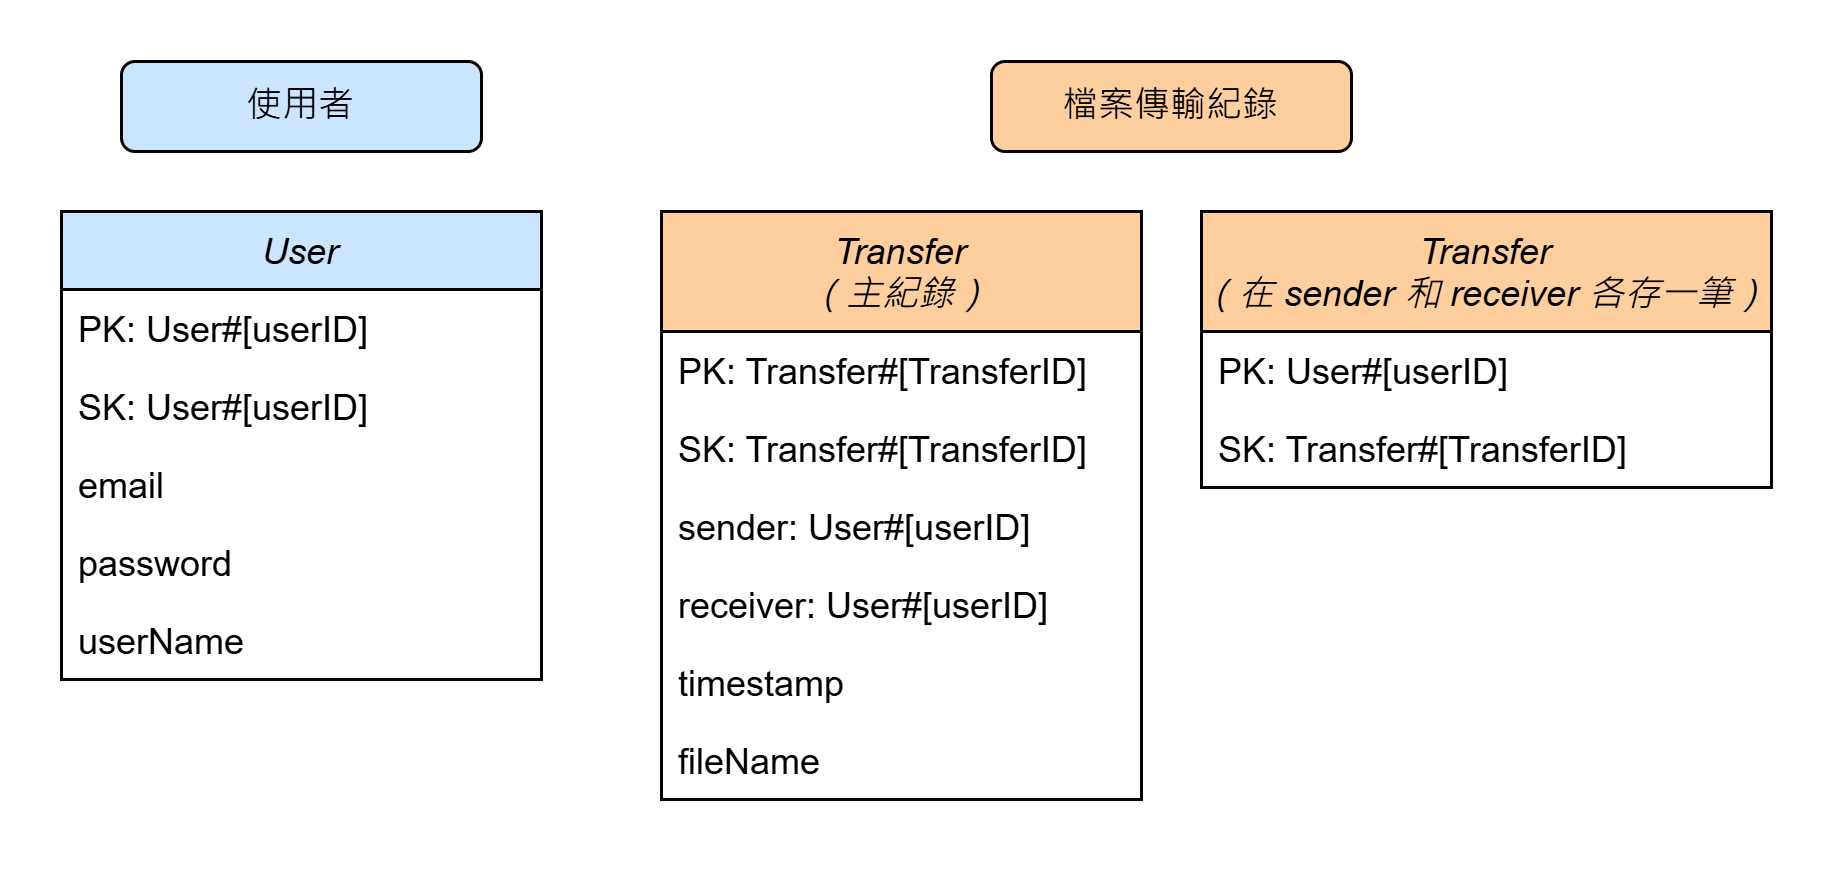 使用者
檔案傳輸紀錄
User
PK: User#[userID]
SK: User#[userID]
email
password
userName
Transfer
（主紀錄）
PK: Transfer#[TransferID]
SK: Transfer#[TransferID]
sender: User#[userID]
receiver: User#[userID]
timestamp
fileName
Transfer
（在 sender 和 receiver 各存一筆）
PK: User#[userID]
SK: Transfer#[TransferID]